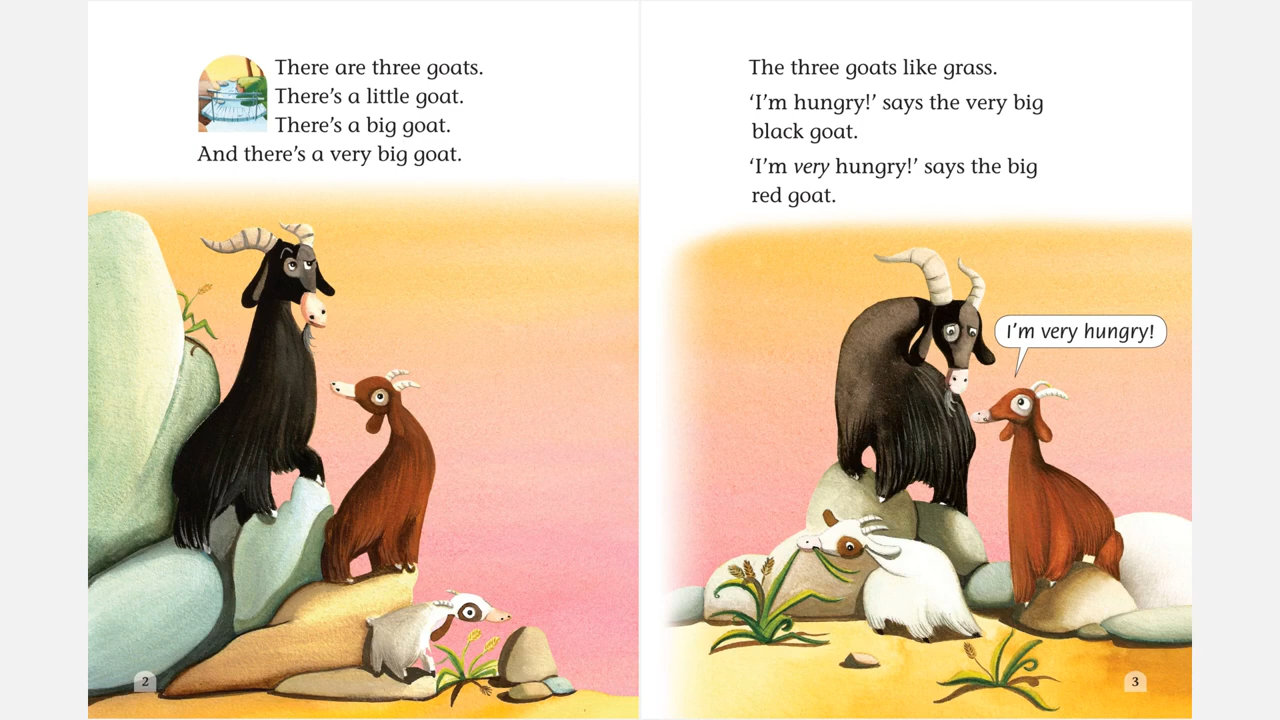 There are three goats.
There’s a little goat.
There’s a big goat.
And there’s a very big goat.
2
The three goats like grass.
‘I’m hungry!’ says the very big
black goat.
‘I’m very hungry!’ says the big
red goat.
I’m very hungry!
3